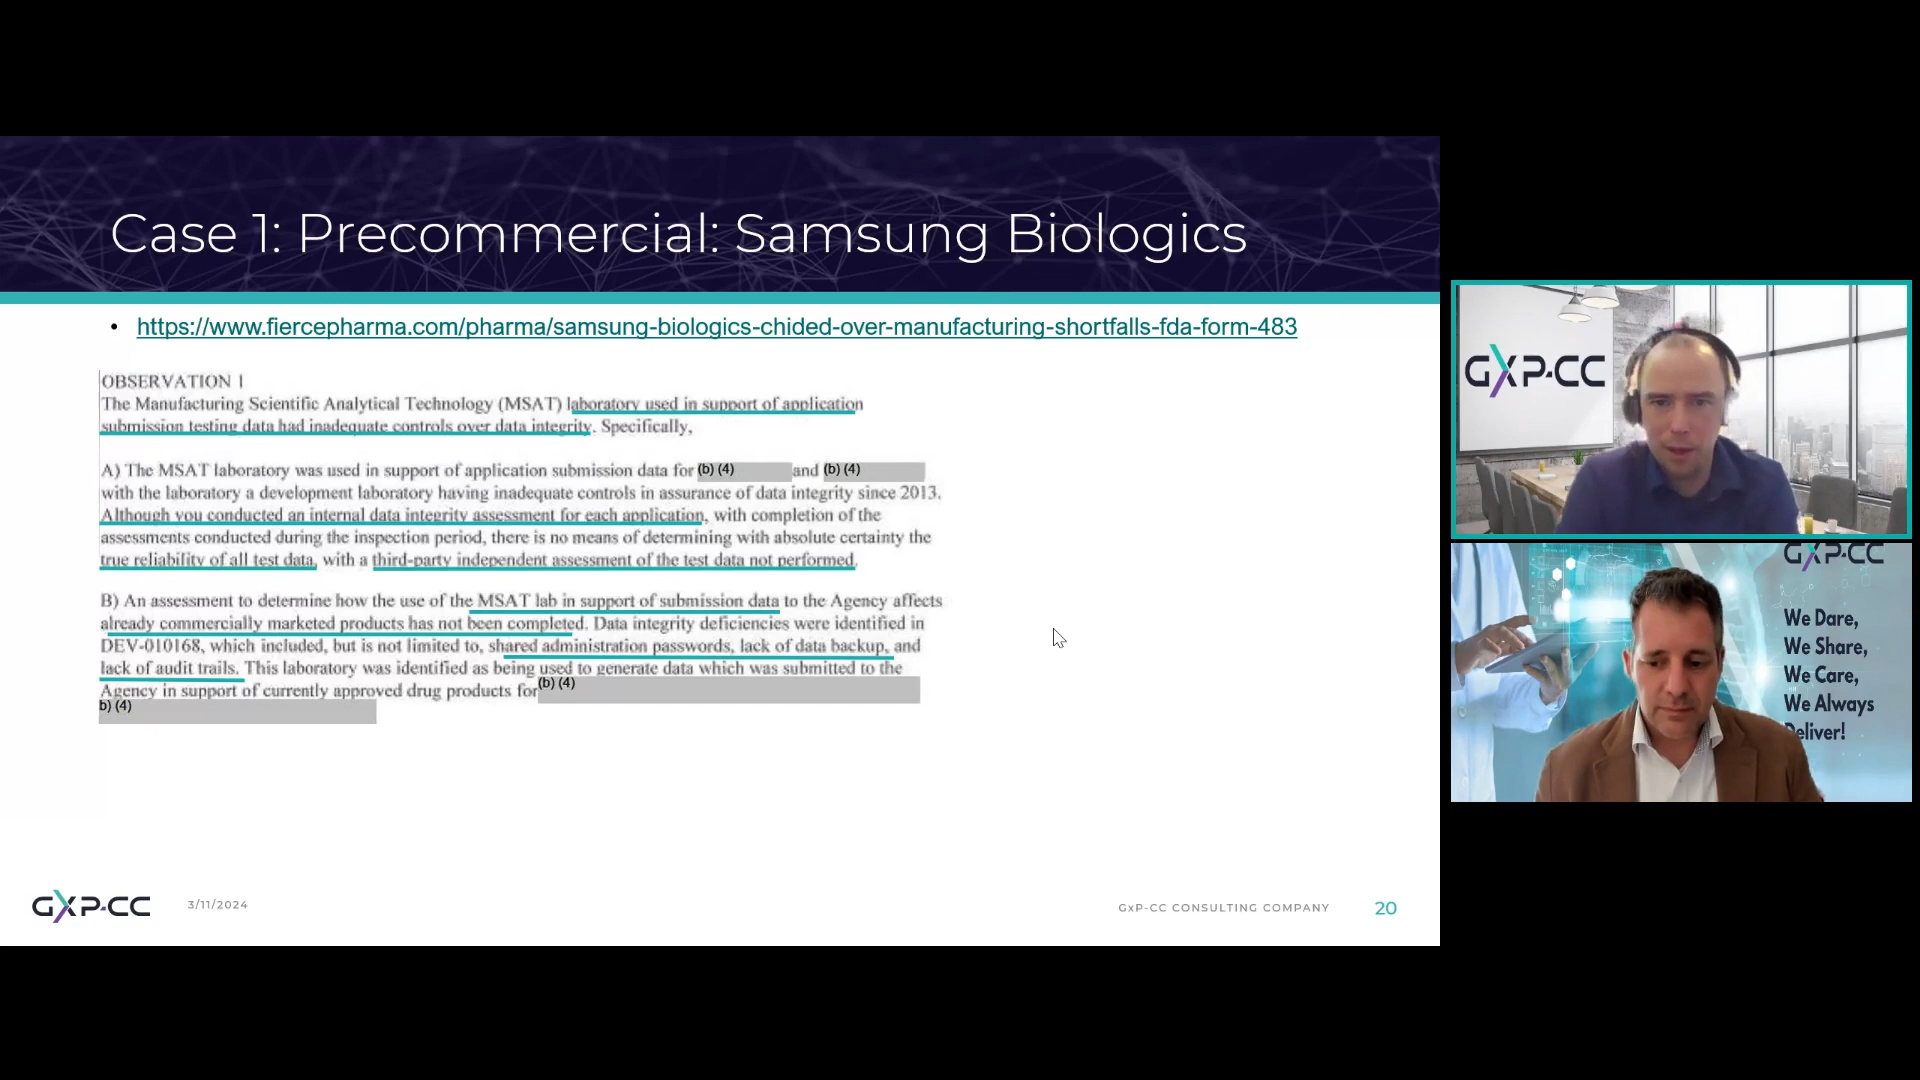 Case 1: Precommercial: Samsung Biologics
• https://www.fiercepharma.com/pharma/samsung-biologics-chided-over-manufacturing-shortfalls-fda-form-483
OBSERVATION 1
The Manufacturing Scientific Analytical Technology (MSAT) laboratory used in support of application
submission testing data had inadequate controls over data integrity. Specifically,
A) The MSAT laboratory was used in support of application submission data for (b) (4) and (b) (4)
with the laboratory a development laboratory having inadequate controls in assurance of data integrity since 2013.
Although you conducted an internal data integrity assessment for each application, with completion of the
assessments conducted during the inspection period, there is no means of determining with absolute certainty the
true reliability of all test data, with a third-party independent assessment of the test data not performed.
B) An assessment to determine how the use of the MSAT lab in support of submission data to the Agency affects
already commercially marketed products has not been completed. Data integrity deficiencies were identified in
DEV-010168, which included, but is not limited to, shared administration passwords, lack of data backup, and
lack of audit trails. This laboratory was identified as being used to generate data which was submitted to the
Agency in support of currently approved drug products for (b) (4)
b) (4)
GXP-CC
3/11/2024
GxP-CC CONSULTING COMPANY
20
GXP-CC
GXP-CC
We Dare,
We Share,
We Care,
We Always
Deliver!